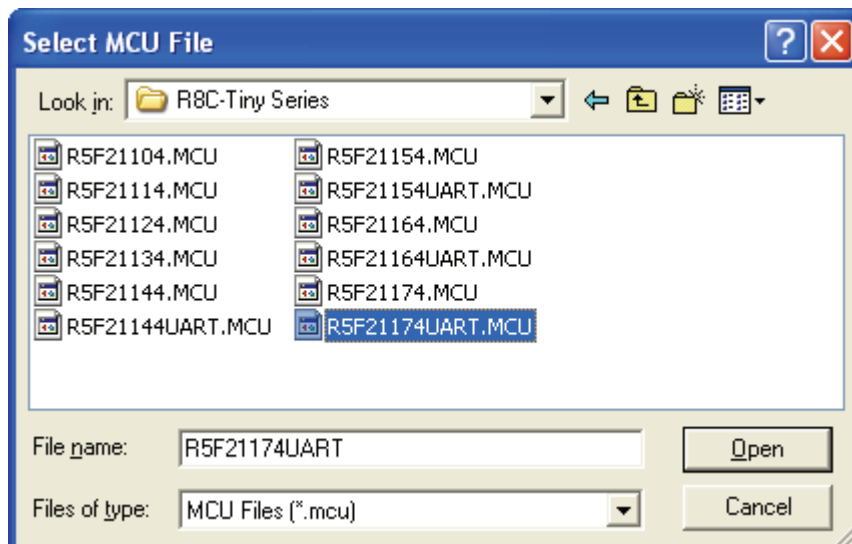 Select MCU File
Look in: R8C-Tiny Series
R5F21104.MCU
R5F21114.MCU
R5F21124.MCU
R5F21134.MCU
R5F21144.MCU
R5F21144UART.MCU
R5F21154.MCU
R5F21154UART.MCU
R5F21164.MCU
R5F21164UART.MCU
R5F21174.MCU
R5F21174UART.MCU
File name: R5F21174UART Open
Files of type: MCU Files (*.mcu) Cancel